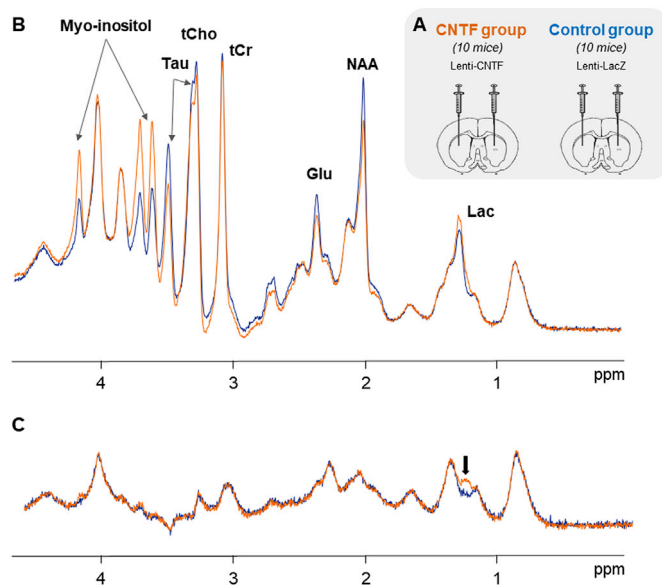 B
Myo-inositol
tCho
Tau
tCr
NAA
Glu
Lac
4
3
2
1
ppm
A
CNTF group
(10 mice)
Lenti-CNTF
Control group
(10 mice)
Lenti-LacZ
C
4
3
2
1
ppm